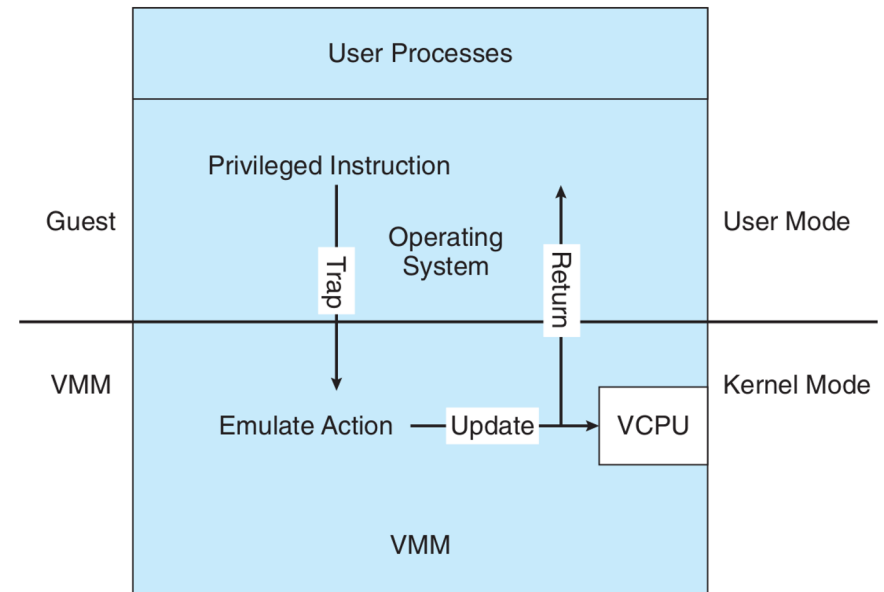 User Processes
Privileged Instruction
Guest
Operating
System
User Mode
Trap
Return
VMM
Kernel Mode
Emulate Action
Update
VCPU
VMM